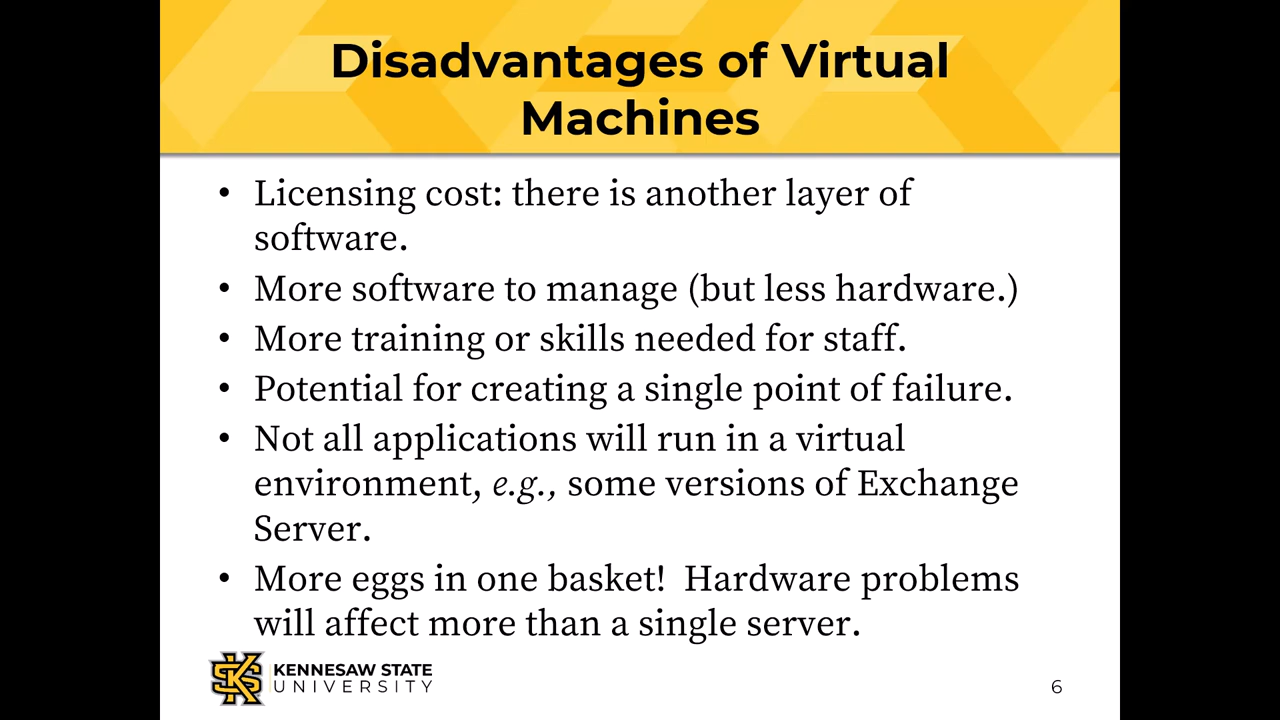 Disadvantages of Virtual
Machines
• Licensing cost: there is another layer of
software.
• More software to manage (but less hardware.)
• More training or skills needed for staff.
• Potential for creating a single point of failure.
• Not all applications will run in a virtual
environment, e.g., some versions of Exchange
Server.
• More eggs in one basket!  Hardware problems
will affect more than a single server.
KS
KENNESAW STATE
UNIVERSITY
6